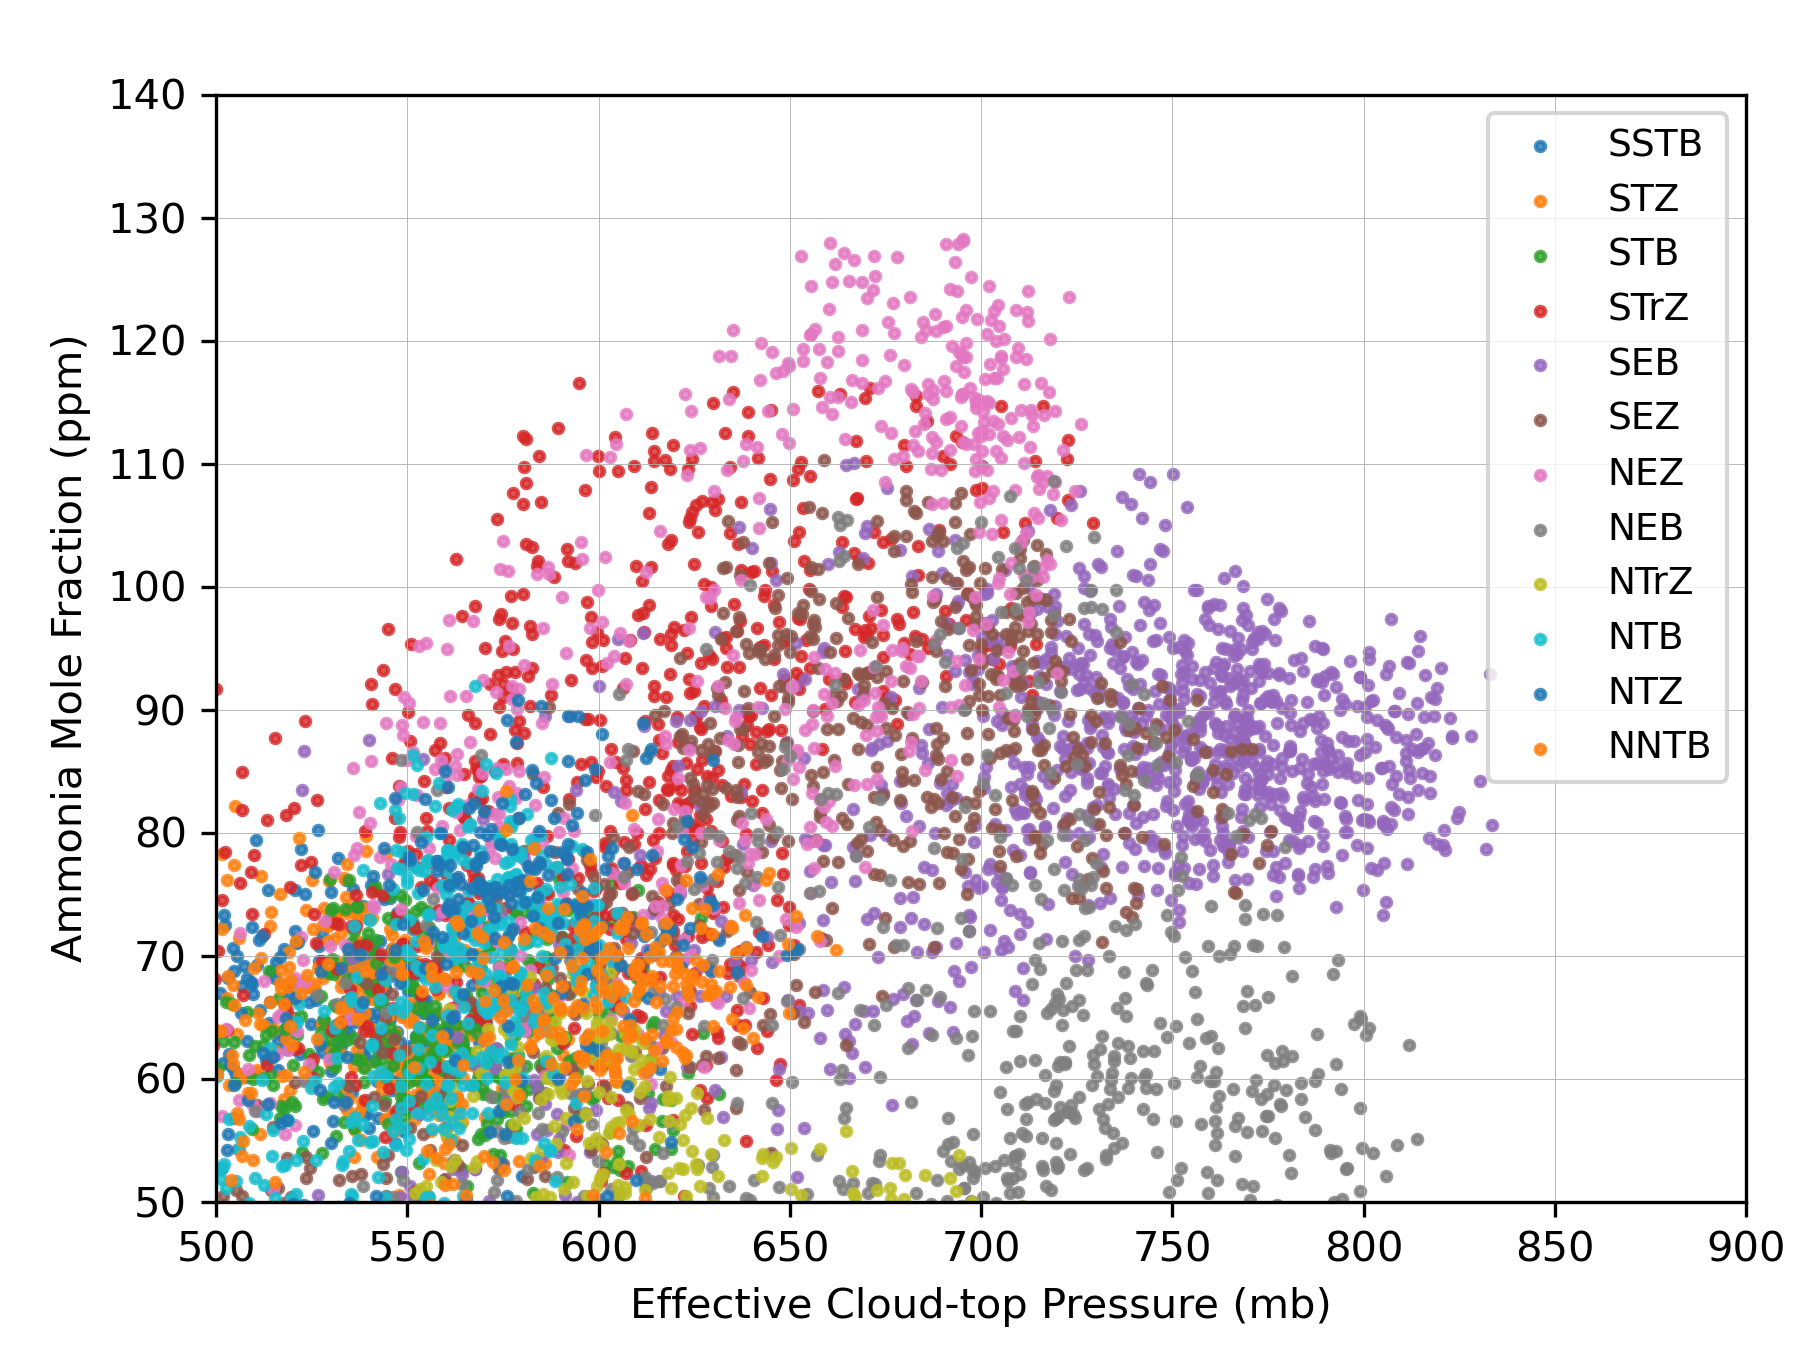 140
130
120
110
100
90
80
70
60
50
Ammonia Mole Fraction (ppm)
500 550 600 650 700 750 800 850 900
Effective Cloud-top Pressure (mb)
SSTB
STZ
STB
STrZ
SEB
SEZ
NEZ
NEB
NTrZ
NTB
NTZ
NNTB